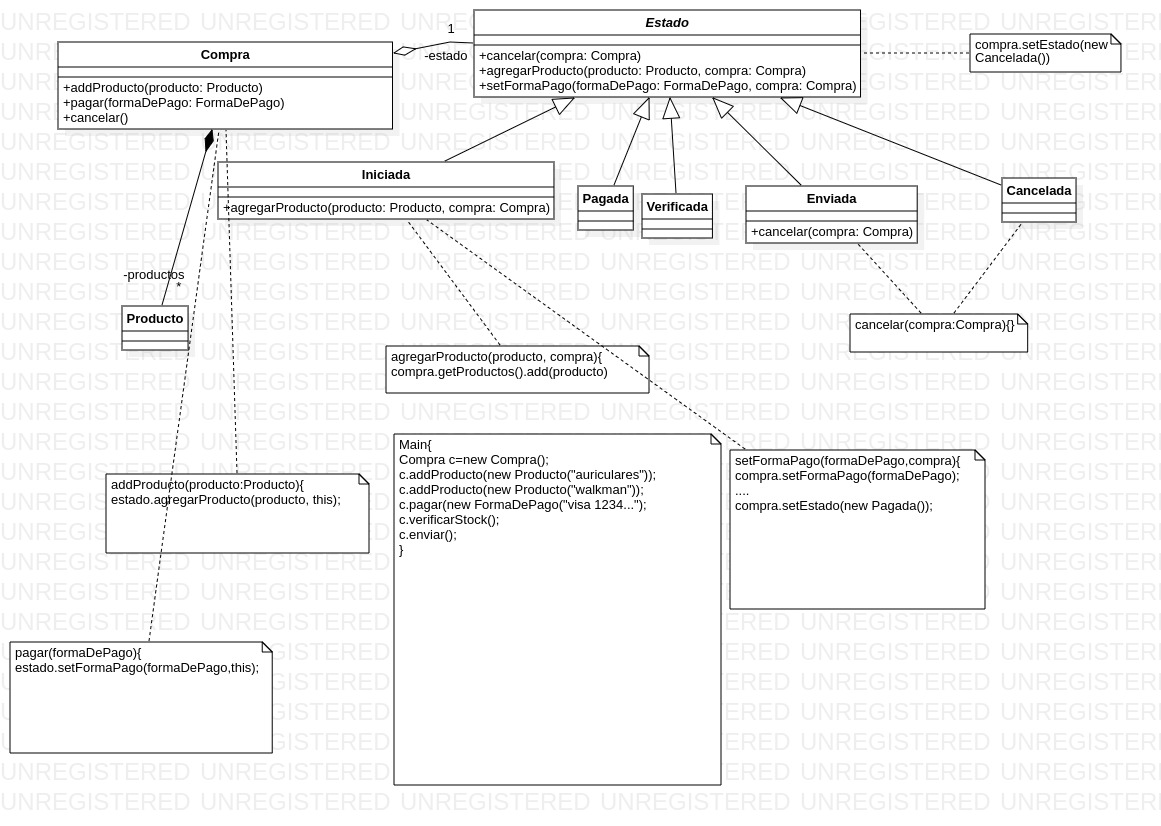 Estado
+cancelar(compra: Compra)
+agregarProducto(producto: Producto, compra: Compra)
+setFormaPago(formaDePago: FormaDePago, compra: Compra)
compra.setEstado(new
Cancelada())
1
-estado
Compra
+addProducto(producto: Producto)
+pagar(formaDePago: FormaDePago)
+cancelar()
Iniciada
+agregarProducto(producto: Producto, compra: Compra)
Pagada
Verificada
Enviada
+cancelar(compra: Compra)
Cancelada
-productos
*
Producto
cancelar(compra:Compra){}
agregarProducto(producto, compra){
compra.getProductos().add(producto)
Main{
Compra c=new Compra();
c.addProducto(new Producto("auriculares"));
c.addProducto(new Producto("walkman"));
c.pagar(new FormaDePago("visa 1234...");
c.verificarStock();
c.enviar();
}
setFormaPago(formaDePago,compra){
compra.setFormaPago(formaDePago);
....
compra.setEstado(new Pagada());
addProducto(producto:Producto){
estado.agregarProducto(producto, this);
pagar(formaDePago){
estado.setFormaPago(formaDePago,this);
UNREGISTERED